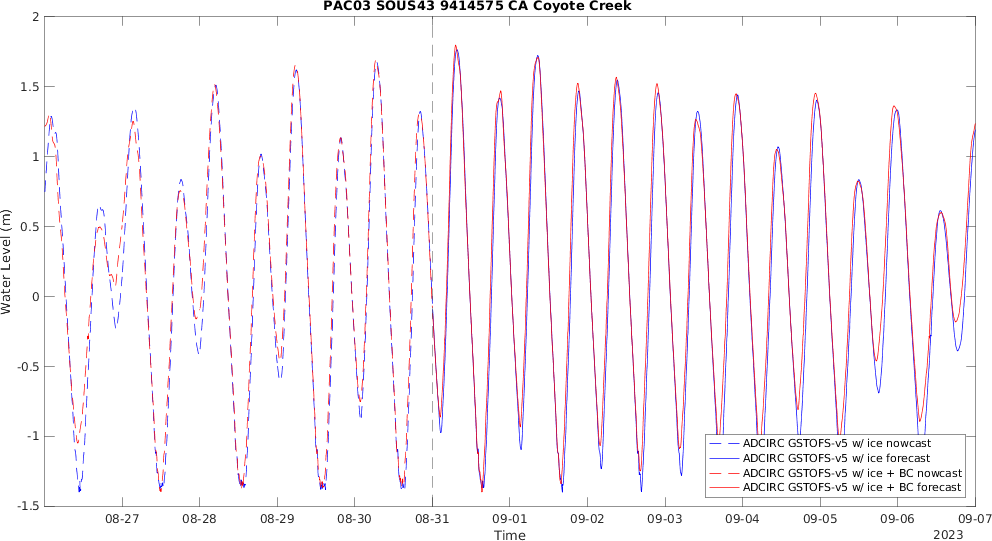 PAC03 SOUS43 9414575 CA Coyote Creek
2
1.5
1
0.5
0
-0.5
-1
-1.5
Water Level (m)
ADCIRC GSTOFS-v5 w/ ice nowcast
ADCIRC GSTOFS-v5 w/ ice forecast
ADCIRC GSTOFS-v5 w/ ice + BC nowcast
ADCIRC GSTOFS-v5 w/ ice + BC forecast
08-27 08-28 08-29 08-30 08-31 09-01 09-02 09-03 09-04 09-05 09-06 09-07
Time
2023